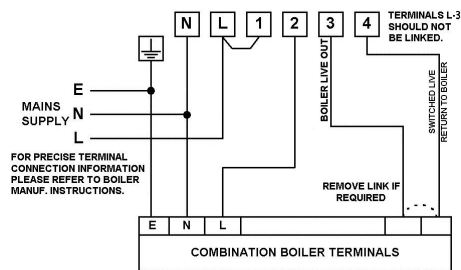 N L 1 2 3 4
TERMINALS L-3
SHOULD NOT
BE LINKED.
BOILER LIVE OUT
SWITCHED LIVE
RETURN TO BOILER
E
MAINS
SUPPLY
N
L
FOR PRECISE TERMINAL
CONNECTION INFORMATION
PLEASE REFER TO BOILER
MANUF. INSTRUCTIONS.
REMOVE LINK IF
REQUIRED
E N L
COMBINATION BOILER TERMINALS